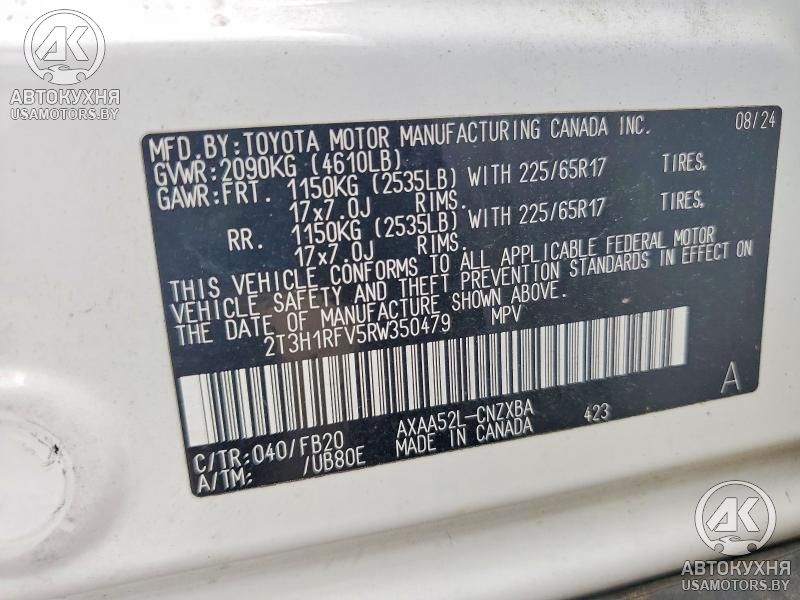 АК
АВТОКУХНЯ
USAMOTORS.BY
MFD. BY: TOYOTA MOTOR MANUFACTURING CANADA INC. 08/24
GVWR: 2090KG (4610LB)
GAWR: FRT. 1150KG (2535LB) WITH 225/65R17 TIRES,
17x7.0J RIMS.
RR. 1150KG (2535LB) WITH 225/65R17 TIRES,
17x7.0J RIMS.
THIS VEHICLE CONFORMS TO ALL APPLICABLE FEDERAL MOTOR
VEHICLE SAFETY AND THEFT PREVENTION STANDARDS IN EFFECT ON
THE DATE OF MANUFACTURE SHOWN ABOVE.
2T3H1RFV5RW350479 MPV
A
C/TR: 040/FB20 AXAA52L-CNZXBA 423
A/TM: /UB80E MADE IN CANADA
АК
АВТОКУХНЯ
USAMOTORS.BY